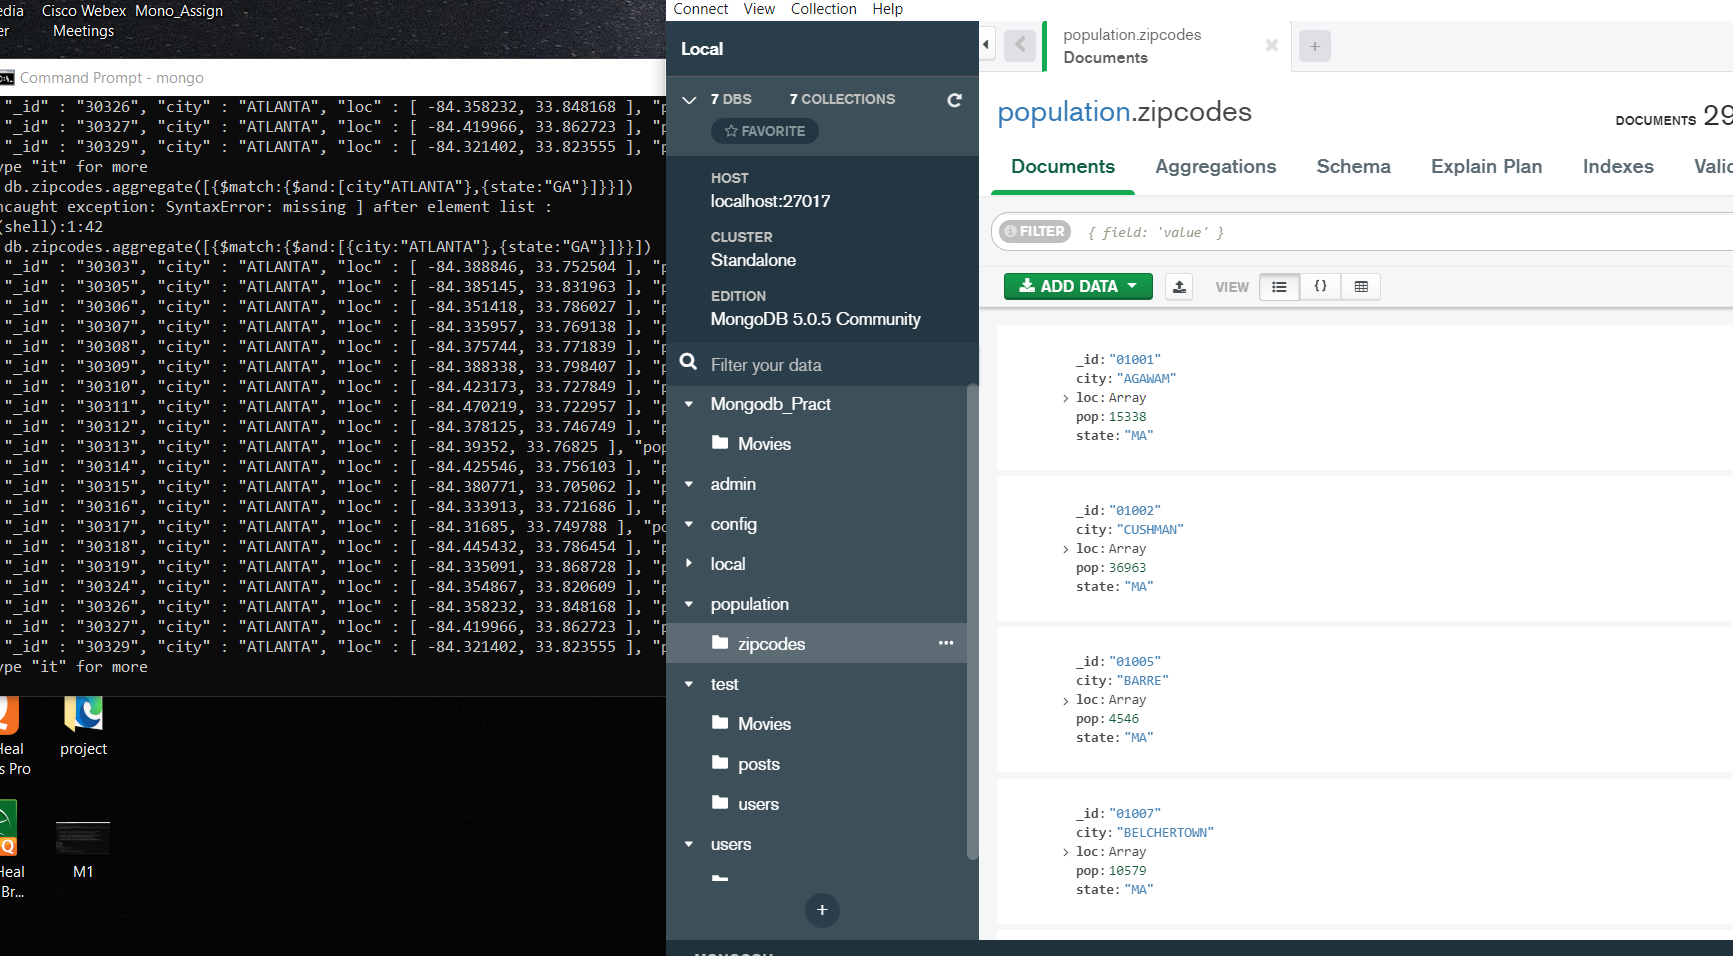 edia
er
Cisco Webex
Meetings
Mono_Assign
Command Prompt - mongo
"_id" : "30326", "city" : "ATLANTA", "loc" : [ -84.358232, 33.848168 ], "p
"_id" : "30327", "city" : "ATLANTA", "loc" : [ -84.419966, 33.862723 ], "p
"_id" : "30329", "city" : "ATLANTA", "loc" : [ -84.321402, 33.823555 ], "p
ype "it" for more
db.zipcodes.aggregate([{$match:{$and:[city"ATLANTA"},{state:"GA"}]}}])
ncaught exception: SyntaxError: missing ] after element list :
(shell):1:42
db.zipcodes.aggregate([{$match:{$and:[{city:"ATLANTA"},{state:"GA"}]}}])
"_id" : "30303", "city" : "ATLANTA", "loc" : [ -84.388846, 33.752504 ], "p
"_id" : "30305", "city" : "ATLANTA", "loc" : [ -84.385145, 33.831963 ], "p
"_id" : "30306", "city" : "ATLANTA", "loc" : [ -84.351418, 33.786027 ], "p
"_id" : "30307", "city" : "ATLANTA", "loc" : [ -84.335957, 33.769138 ], "p
"_id" : "30308", "city" : "ATLANTA", "loc" : [ -84.375744, 33.771839 ], "p
"_id" : "30309", "city" : "ATLANTA", "loc" : [ -84.388338, 33.798407 ], "p
"_id" : "30310", "city" : "ATLANTA", "loc" : [ -84.423173, 33.727849 ], "p
"_id" : "30311", "city" : "ATLANTA", "loc" : [ -84.470219, 33.722957 ], "p
"_id" : "30312", "city" : "ATLANTA", "loc" : [ -84.378125, 33.746749 ], "p
"_id" : "30313", "city" : "ATLANTA", "loc" : [ -84.39352, 33.76825 ], "pop
"_id" : "30314", "city" : "ATLANTA", "loc" : [ -84.425546, 33.756103 ], "p
"_id" : "30315", "city" : "ATLANTA", "loc" : [ -84.380771, 33.705062 ], "p
"_id" : "30316", "city" : "ATLANTA", "loc" : [ -84.333913, 33.721686 ], "p
"_id" : "30317", "city" : "ATLANTA", "loc" : [ -84.31685, 33.749788 ], "po
"_id" : "30318", "city" : "ATLANTA", "loc" : [ -84.445432, 33.786454 ], "p
"_id" : "30319", "city" : "ATLANTA", "loc" : [ -84.335091, 33.868728 ], "p
"_id" : "30324", "city" : "ATLANTA", "loc" : [ -84.354867, 33.820609 ], "p
"_id" : "30326", "city" : "ATLANTA", "loc" : [ -84.358232, 33.848168 ], "p
"_id" : "30327", "city" : "ATLANTA", "loc" : [ -84.419966, 33.862723 ], "p
"_id" : "30329", "city" : "ATLANTA", "loc" : [ -84.321402, 33.823555 ], "p
ype "it" for more
Heal
s Pro
project
Heal
Br...
M1
Connect View Collection Help
Local
7 DBS 7 COLLECTIONS
FAVORITE
HOST
localhost:27017
CLUSTER
Standalone
EDITION
MongoDB 5.0.5 Community
Filter your data
Mongodb_Pract
Movies
admin
config
local
population
zipcodes ...
test
Movies
posts
users
users
+
population.zipcodes
Documents
+
population.zipcodes
DOCUMENTS 29
Documents Aggregations Schema Explain Plan Indexes Valid
FILTER { field: 'value' }
ADD DATA VIEW {}
_id: "01001"
city: "AGAWAM"
> loc: Array
pop: 15338
state: "MA"
_id: "01002"
city: "CUSHMAN"
> loc: Array
pop: 36963
state: "MA"
_id: "01005"
city: "BARRE"
> loc: Array
pop: 4546
state: "MA"
_id: "01007"
city: "BELCHERTOWN"
> loc: Array
pop: 10579
state: "MA"